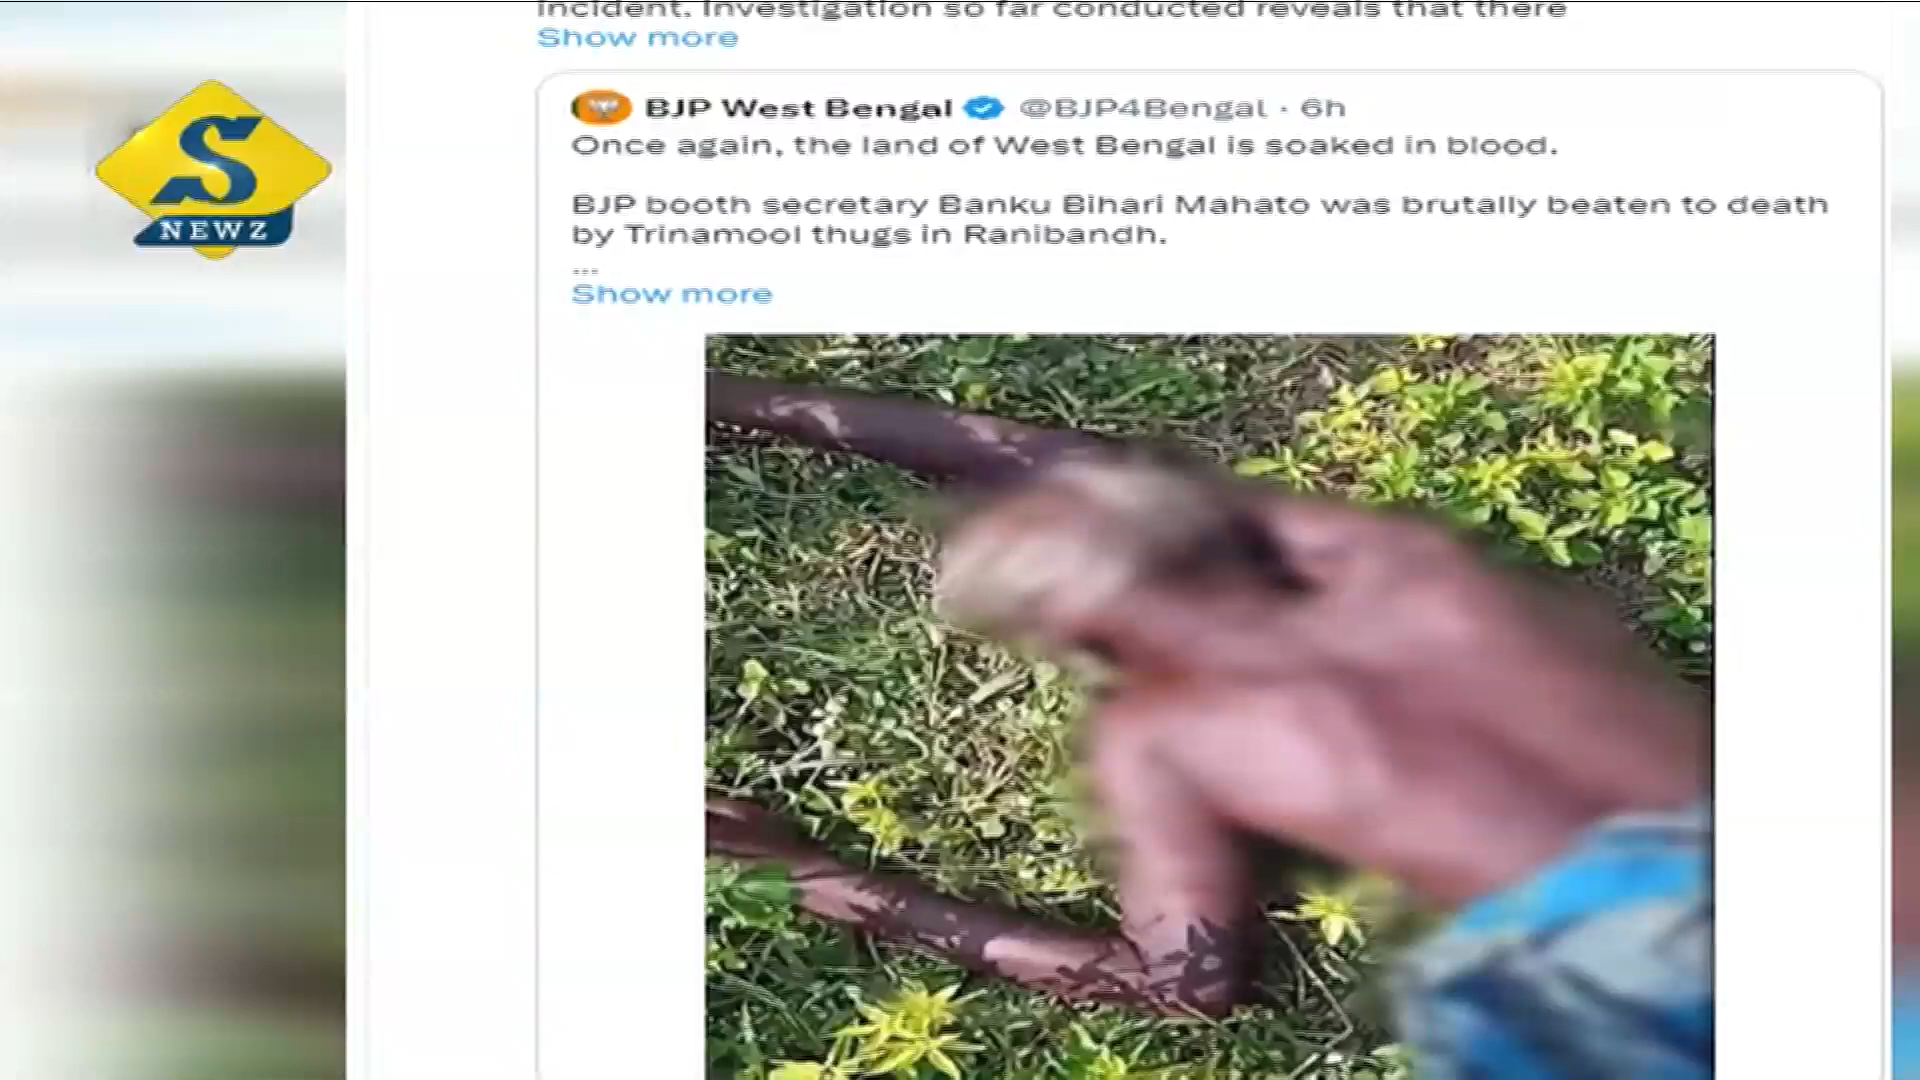 incident. Investigation so far conducted reveals that there
Show more
BJP West Bengal @BJP4Bengal · 6h
Once again, the land of West Bengal is soaked in blood.
BJP booth secretary Banku Bihari Mahato was brutally beaten to death
by Trinamool thugs in Ranibandh.
...
Show more
S
NEWZ